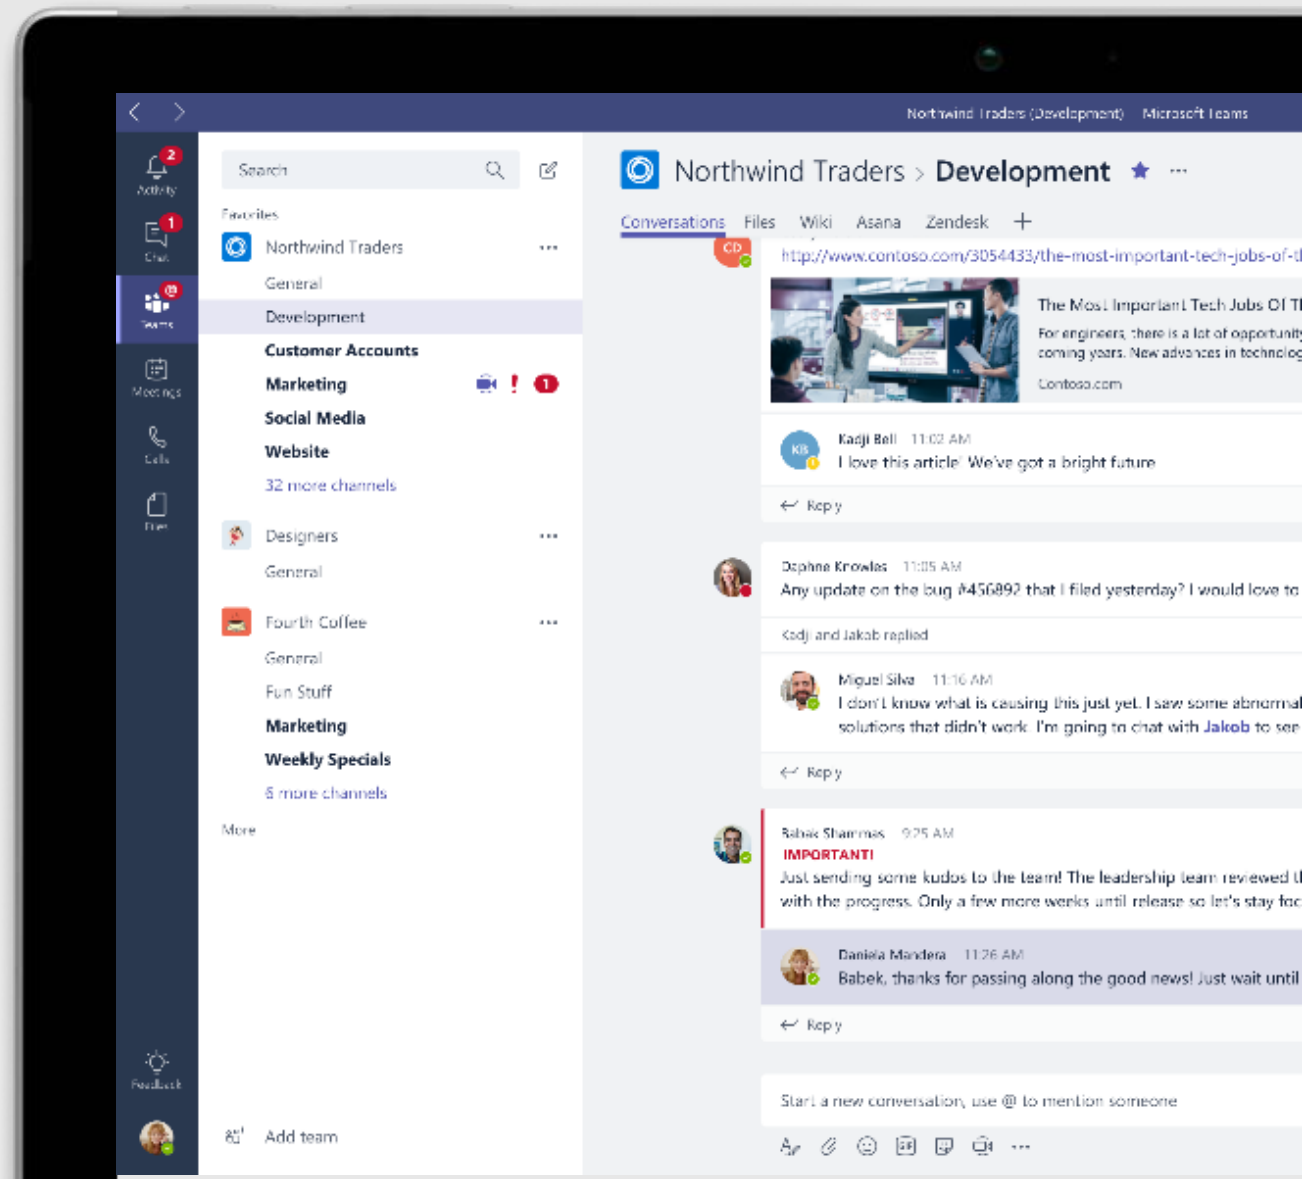 Northwind Traders (Development) Microsoft Teams
2
Activity
1
Chat
@
Teams
Meetings
Calls
Files
Feedback
Search
Favorites
Northwind Traders
General
Development
Customer Accounts
Marketing ! 1
Social Media
Website
32 more channels
Designers
General
Fourth Coffee
General
Fun Stuff
Marketing
Weekly Specials
6 more channels
More
Add team
Northwind Traders > Development
Conversations Files Wiki Asana Zendesk +
CD
http://www.contoso.com/3054433/the-most-important-tech-jobs-of-t
The Most Important Tech Jobs Of T
For engineers, there is a lot of opportunity
coming years. New advances in technolog
Contoso.com
KB
Kadji Bell 11:02 AM
I love this article! We've got a bright future
Reply
Daphne Knowles 11:05 AM
Any update on the bug #456892 that I filed yesterday? I would love to
Kadji and Jakob replied
Miguel Silva 11:16 AM
I don't know what is causing this just yet. I saw some abnormal
solutions that didn't work. I'm going to chat with Jakob to see
Reply
Babak Shammas 9:25 AM
IMPORTANT!
Just sending some kudos to the team! The leadership team reviewed t
with the progress. Only a few more weeks until release so let's stay foc
Daniela Mandera 11:26 AM
Babek, thanks for passing along the good news! Just wait until
Reply
Start a new conversation, use @ to mention someone
GIF